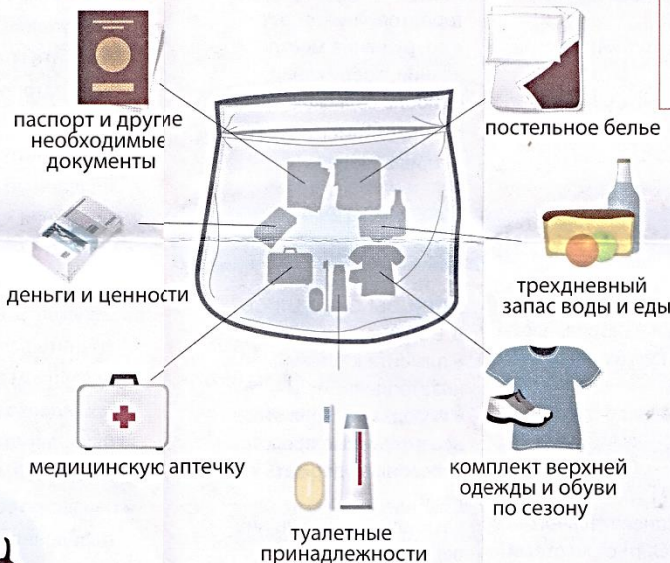 паспорт и другие
необходимые
документы
постельное белье
деньги и ценности
трехдневный
запас воды и еды
медицинскую аптечку
комплект верхней
одежды и обуви
по сезону
туалетные
принадлежности